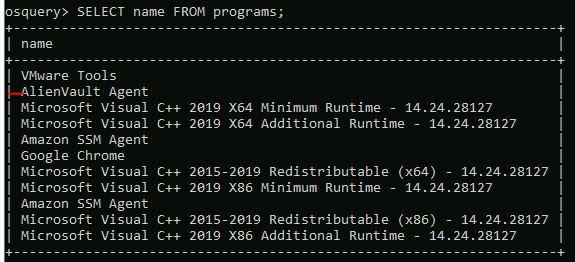 osquery> SELECT name FROM programs;
+----------------------------------------------------------------+
| name |
+----------------------------------------------------------------+
| VMware Tools |
| AlienVault Agent |
| Microsoft Visual C++ 2019 X64 Minimum Runtime - 14.24.28127 |
| Microsoft Visual C++ 2019 X64 Additional Runtime - 14.24.28127 |
| Amazon SSM Agent |
| Google Chrome |
| Microsoft Visual C++ 2015-2019 Redistributable (x64) - 14.24.28127 |
| Microsoft Visual C++ 2019 X86 Minimum Runtime - 14.24.28127 |
| Amazon SSM Agent |
| Microsoft Visual C++ 2015-2019 Redistributable (x86) - 14.24.28127 |
| Microsoft Visual C++ 2019 X86 Additional Runtime - 14.24.28127 |
+----------------------------------------------------------------+